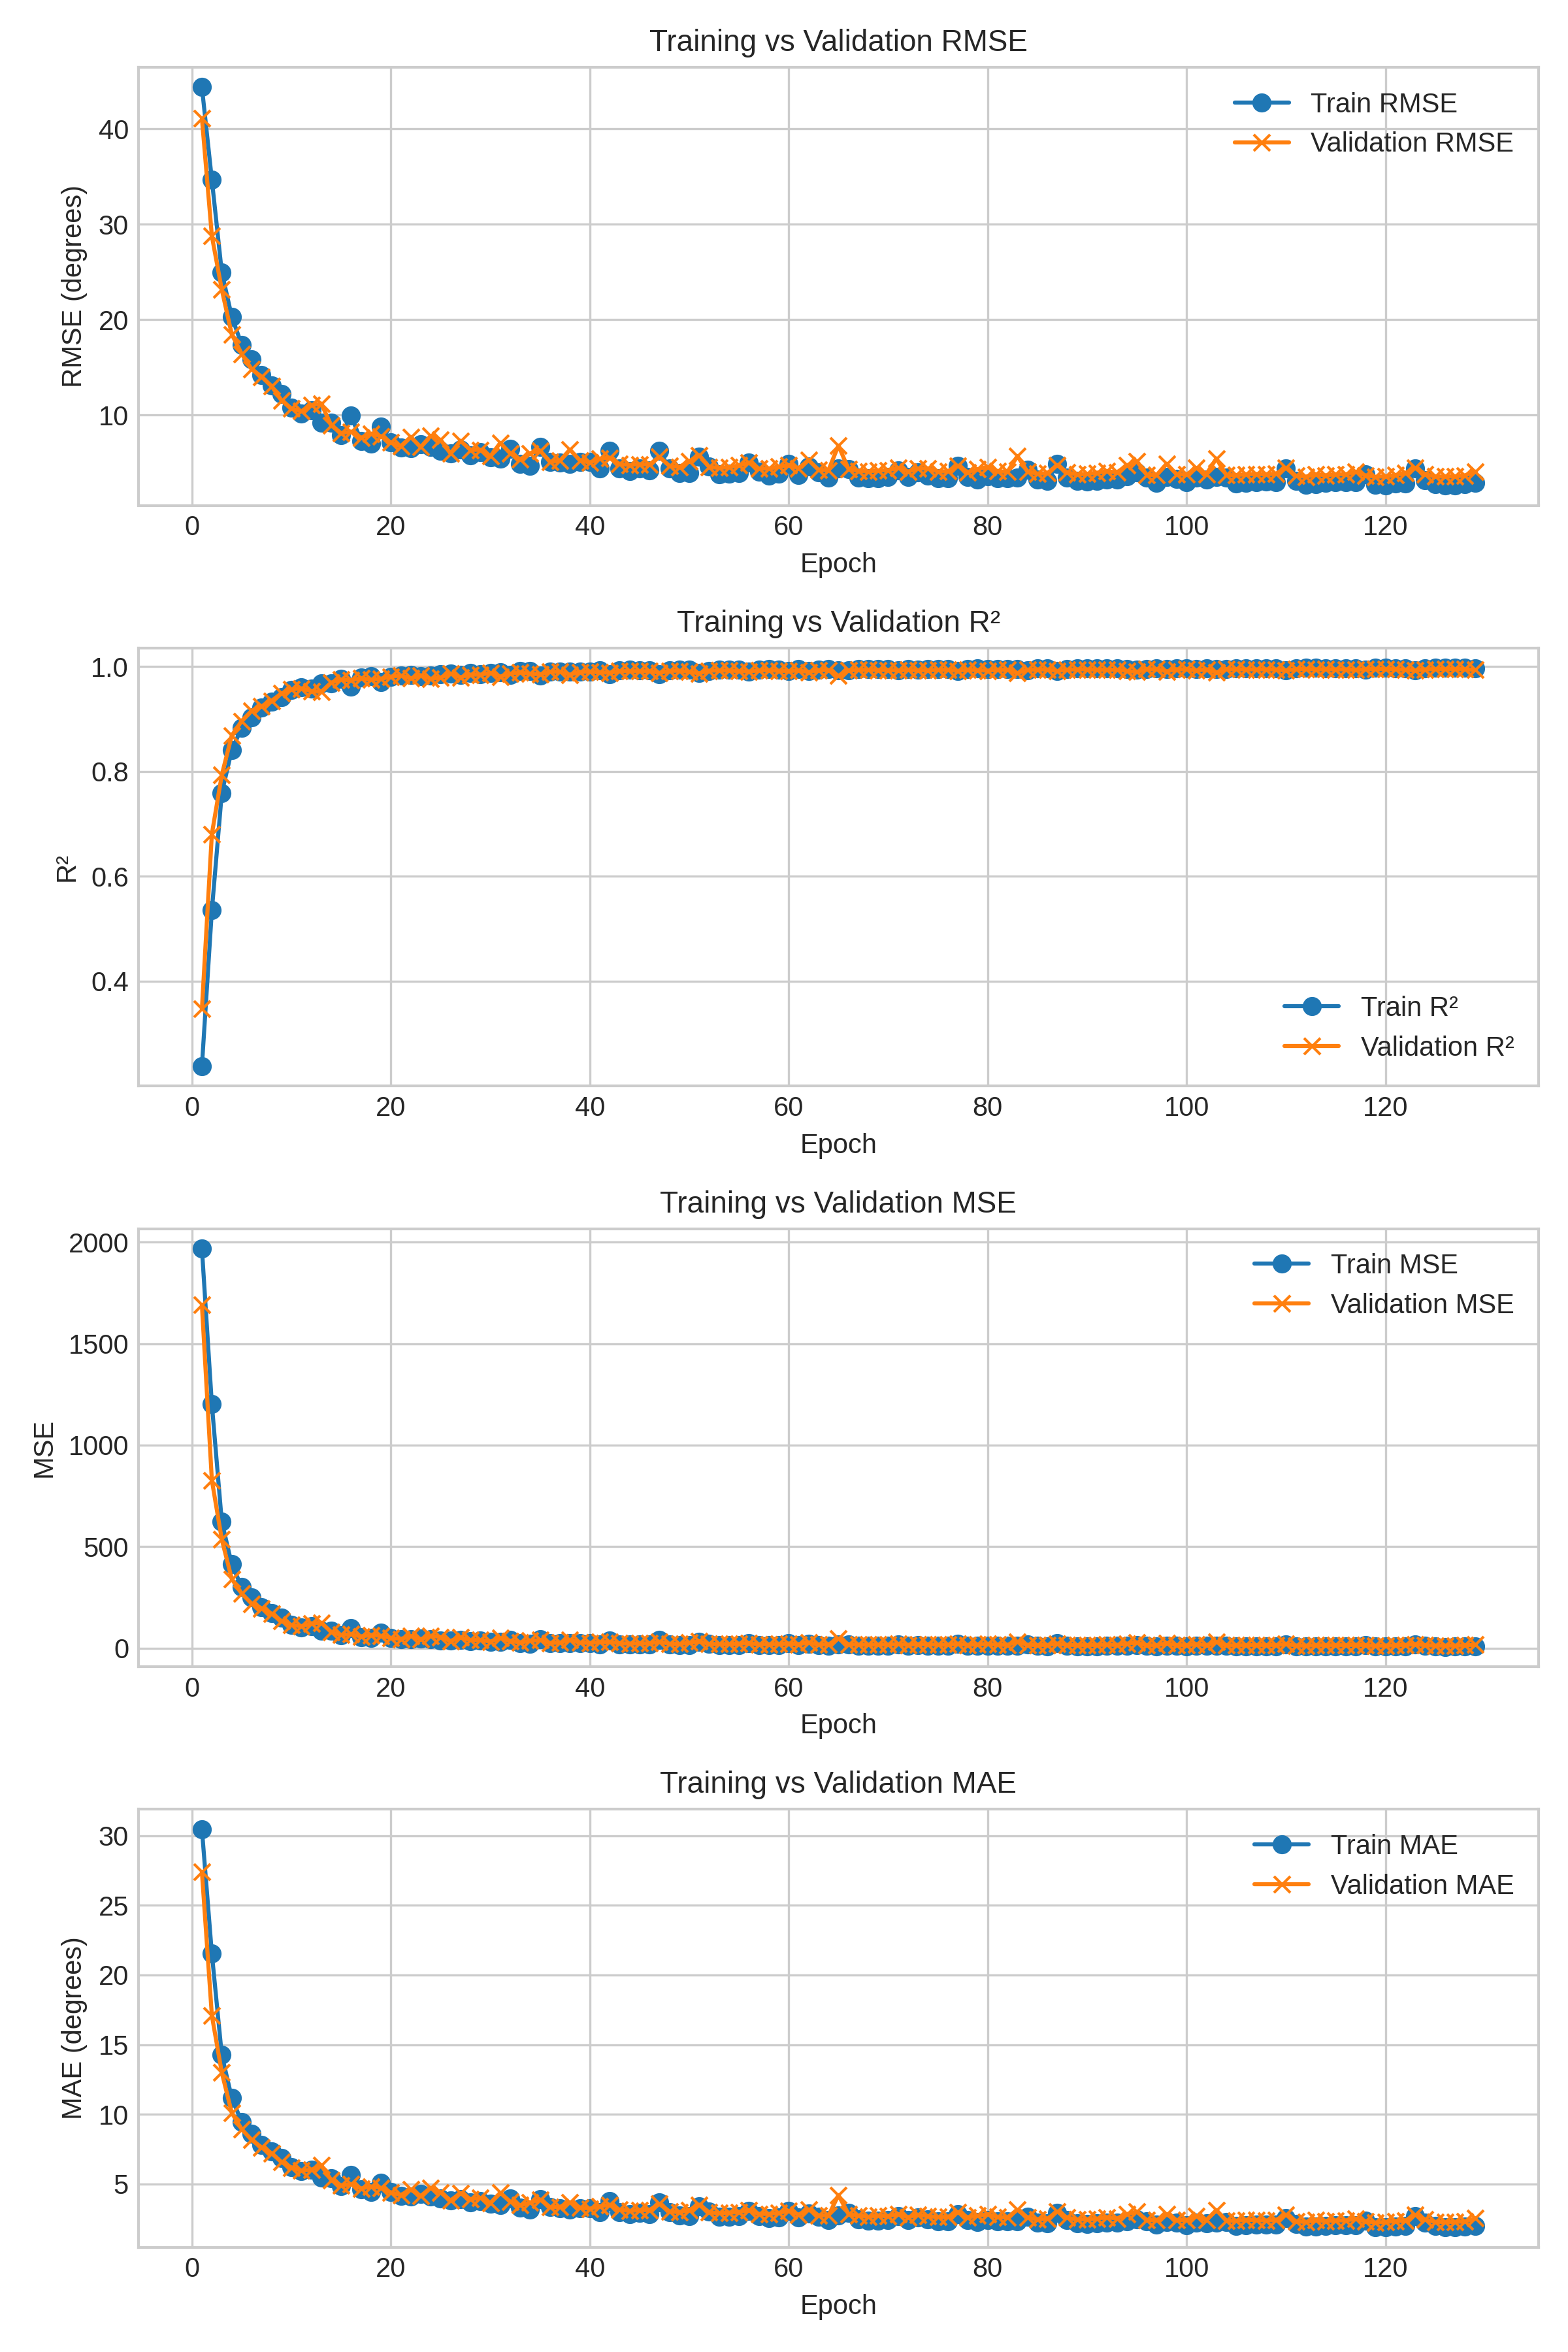 Training vs Validation RMSE
RMSE (degrees)
40
30
20
10
Train RMSE
Validation RMSE
0 20 40 60 80 100 120
Epoch
Training vs Validation R²
R²
1.0
0.8
0.6
0.4
Train R²
Validation R²
0 20 40 60 80 100 120
Epoch
Training vs Validation MSE
MSE
2000
1500
1000
500
0
Train MSE
Validation MSE
0 20 40 60 80 100 120
Epoch
Training vs Validation MAE
MAE (degrees)
30
25
20
15
10
5
Train MAE
Validation MAE
0 20 40 60 80 100 120
Epoch